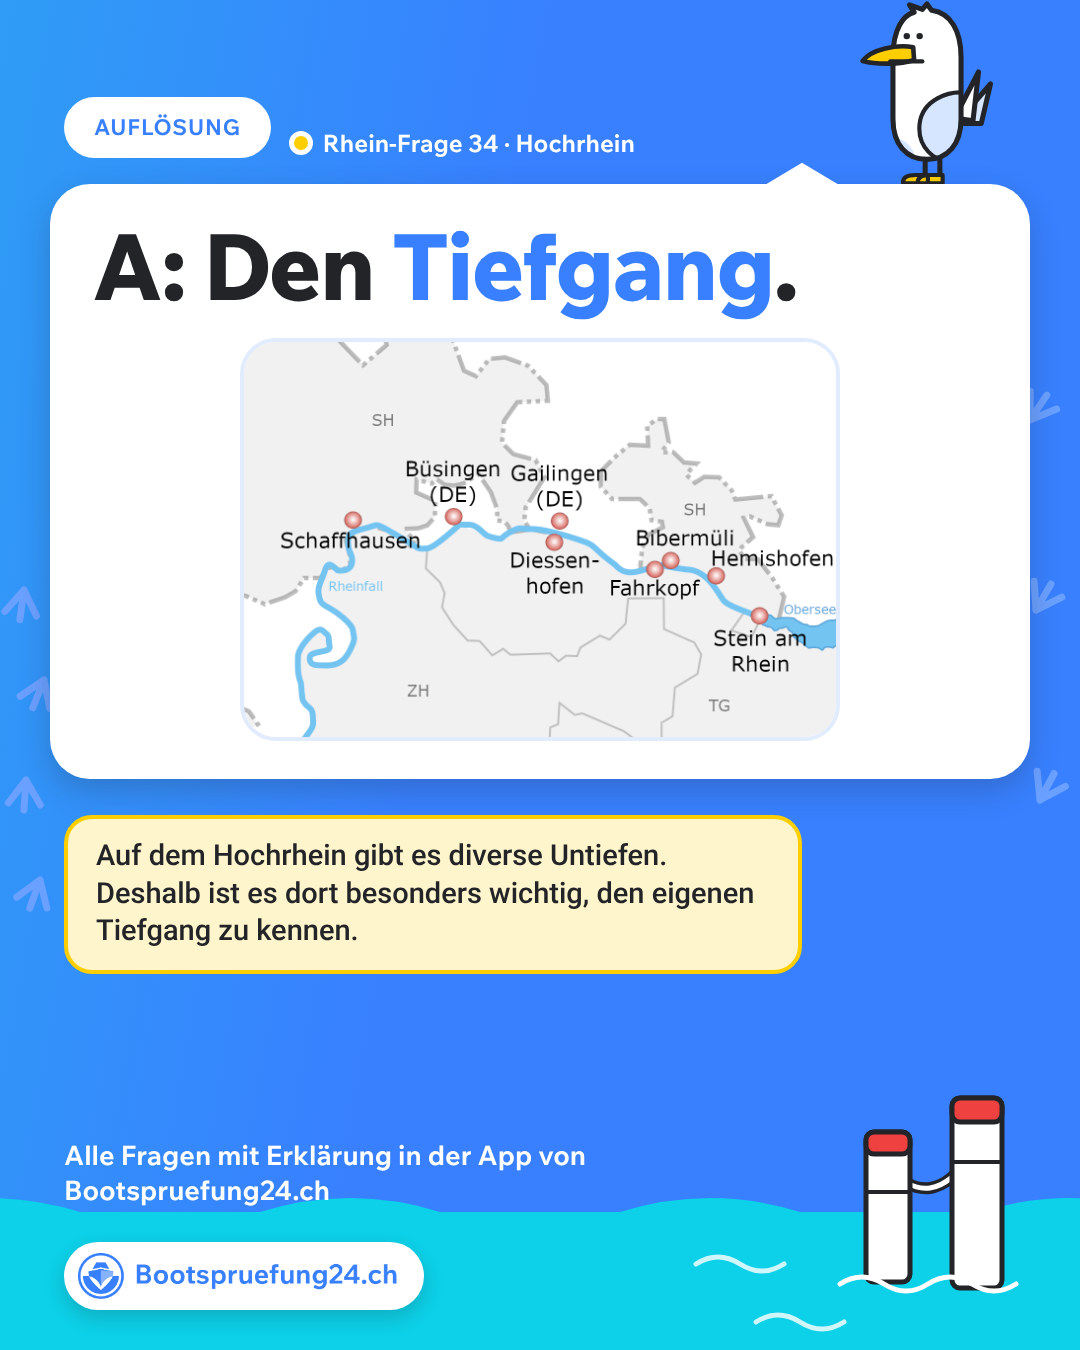 AUFLÖSUNG
Rhein-Frage 34 · Hochrhein
A: Den Tiefgang.
SH
Büsingen
(DE)
Gailingen
(DE)
SH
Schaffhausen
Bibermüli
Diessen-
hofen
Hemishofen
Fahrkopf
Rheinfall
Obersee
Stein am
Rhein
ZH
TG
Auf dem Hochrhein gibt es diverse Untiefen.
Deshalb ist es dort besonders wichtig, den eigenen
Tiefgang zu kennen.
Alle Fragen mit Erklärung in der App von
Bootspruefung24.ch
Bootspruefung24.ch